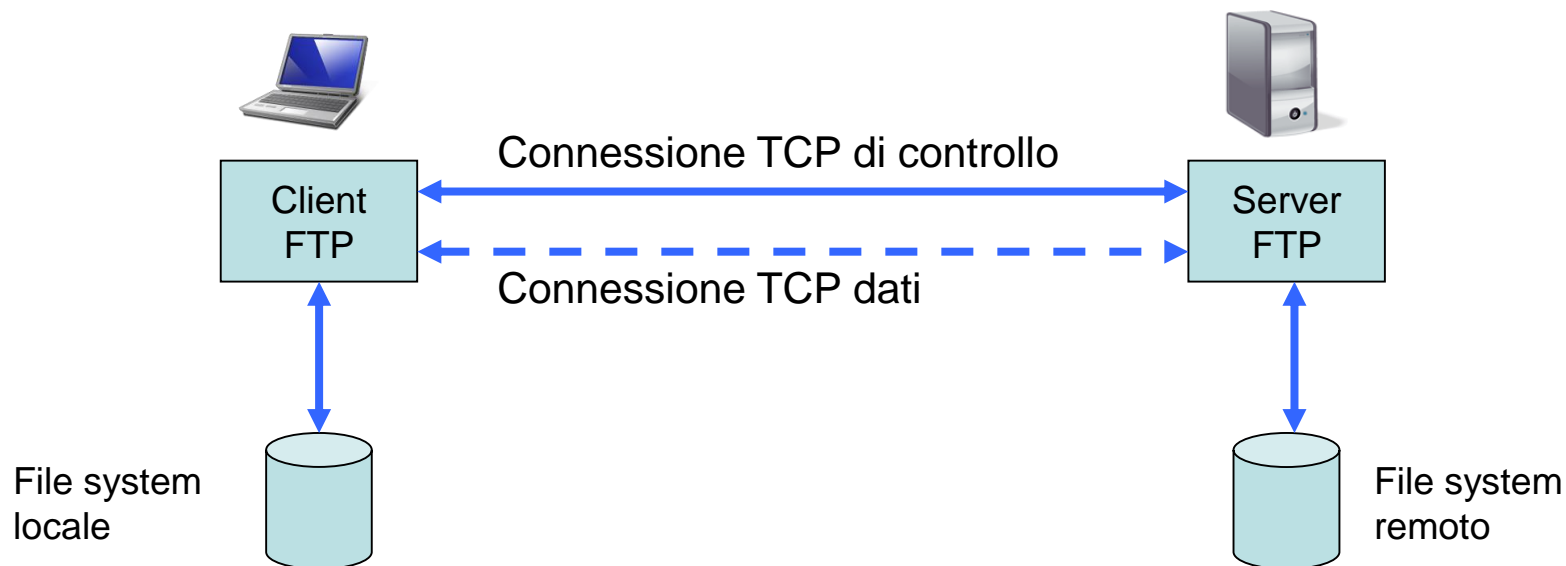 Connessione TCP di controllo
Client
FTP
Server
FTP
Connessione TCP dati
File system
locale
File system
remoto